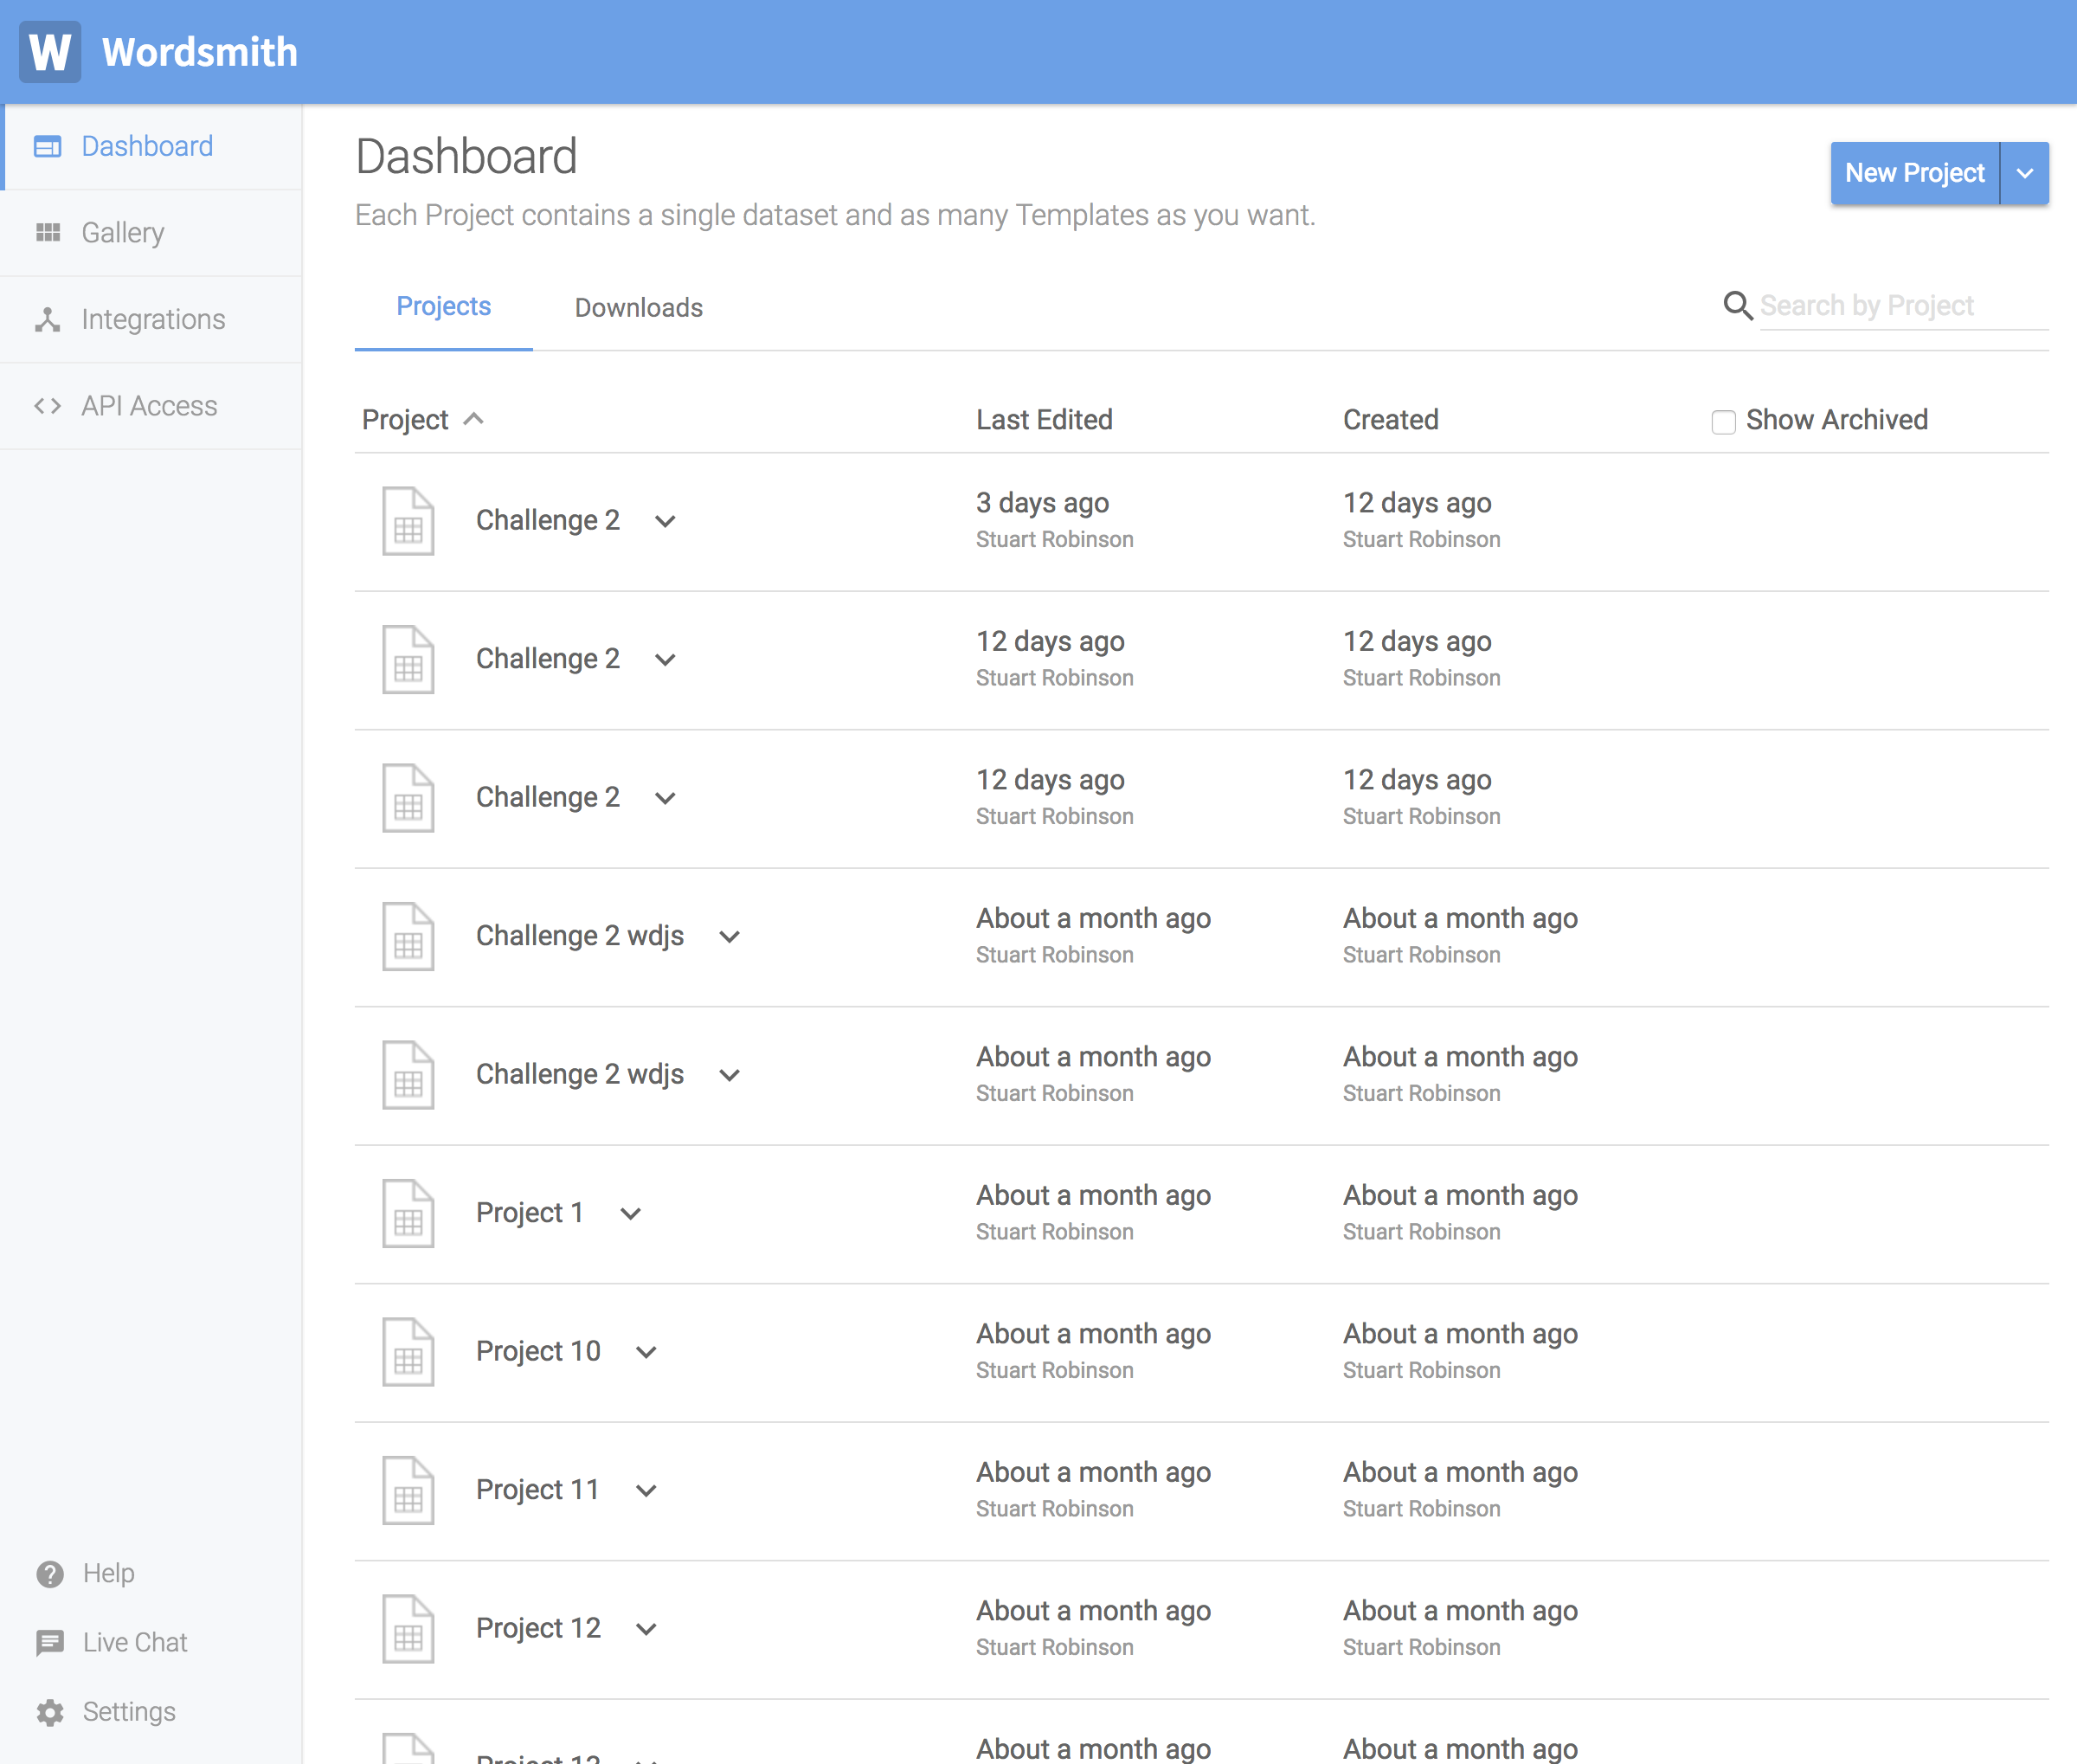 W Wordsmith
Dashboard
Gallery
Integrations
API Access
Help
Live Chat
Settings
Dashboard
Each Project contains a single dataset and as many Templates as you want.
New Project
Projects Downloads
Search by Project
Project Last Edited Created Show Archived
Challenge 2 3 days ago 12 days ago
Stuart Robinson Stuart Robinson
Challenge 2 12 days ago 12 days ago
Stuart Robinson Stuart Robinson
Challenge 2 12 days ago 12 days ago
Stuart Robinson Stuart Robinson
Challenge 2 wdjs About a month ago About a month ago
Stuart Robinson Stuart Robinson
Challenge 2 wdjs About a month ago About a month ago
Stuart Robinson Stuart Robinson
Project 1 About a month ago About a month ago
Stuart Robinson Stuart Robinson
Project 10 About a month ago About a month ago
Stuart Robinson Stuart Robinson
Project 11 About a month ago About a month ago
Stuart Robinson Stuart Robinson
Project 12 About a month ago About a month ago
Stuart Robinson Stuart Robinson
Project About a month ago About a month ago